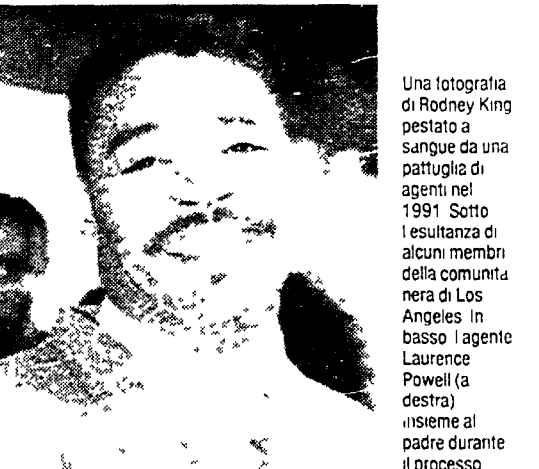 Una fotografia
di Rodney King
pestato a
sangue da una
pattuglia di
agenti nel
1991 Sotto
l esultanza di
alcuni membri
della comunità
nera di Los
Angeles In
basso l agente
Laurence
Powell (a
destra)
insieme al
padre durante
il processo